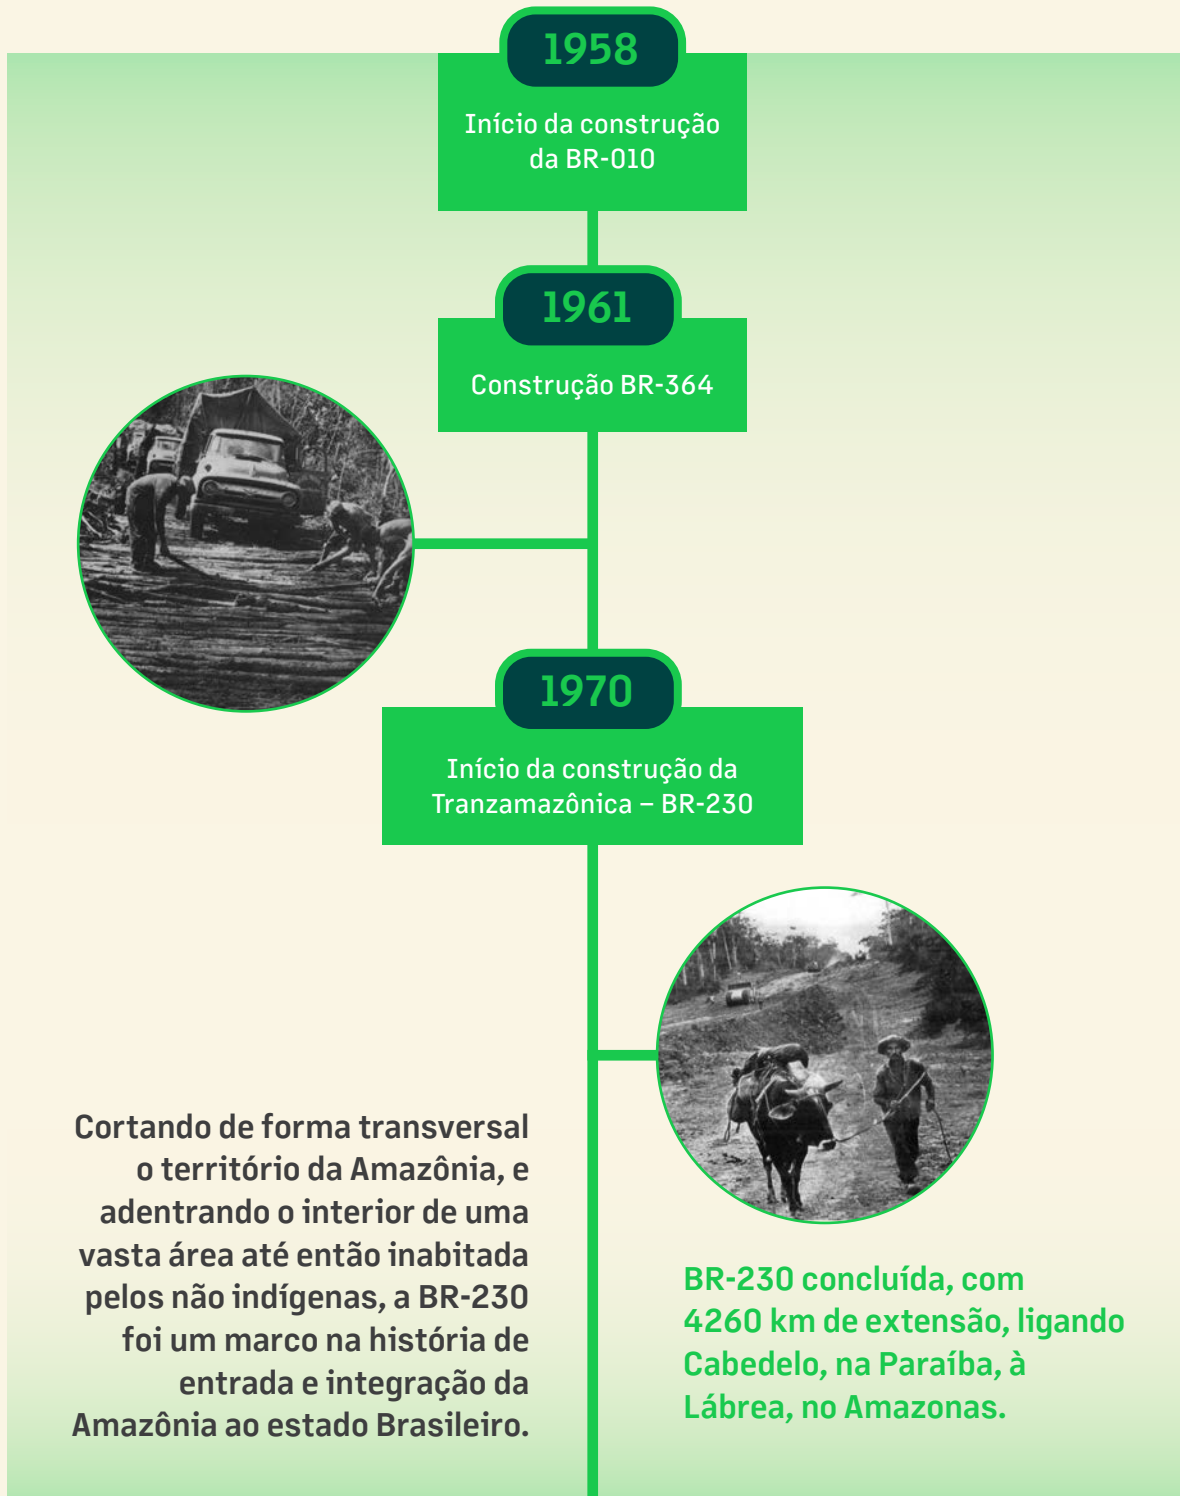 1958
Início da construção
da BR-010
1961
Construção BR-364
1970
Início da construção da
Tranzamazônica – BR-230
Cortando de forma transversal
o território da Amazônia, e
adentrando o interior de uma
vasta área até então inabitada
pelos não indígenas, a BR-230
foi um marco na história de
entrada e integração da
Amazônia ao estado Brasileiro.
BR-230 concluída, com
4260 km de extensão, ligando
Cabedelo, na Paraíba, à
Lábrea, no Amazonas.